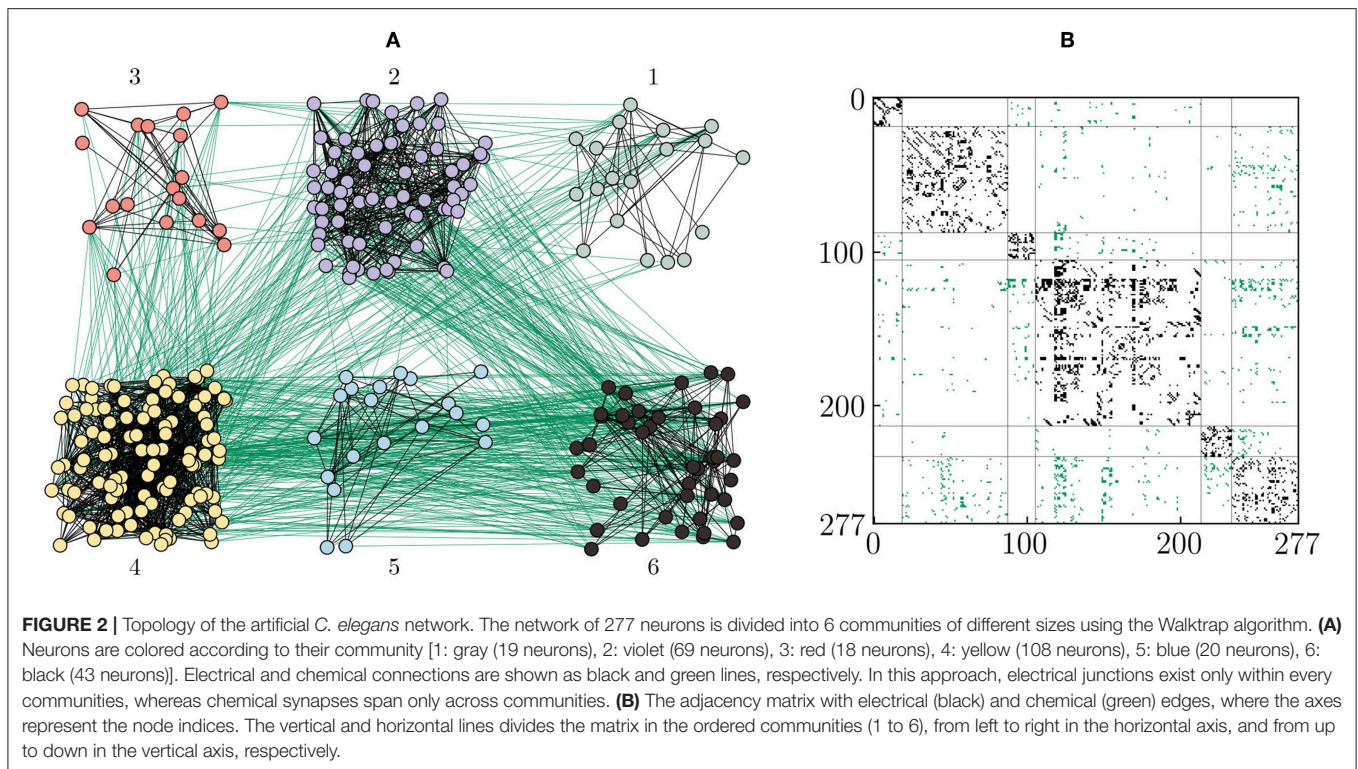 A
B
3
2
1
4
5
6
0
100
200
277
0
100
200
277
FIGURE 2 | Topology of the artificial C. elegans network. The network of 277 neurons is divided into 6 communities of different sizes using the Walktrap algorithm. (A)
Neurons are colored according to their community [1: gray (19 neurons), 2: violet (69 neurons), 3: red (18 neurons), 4: yellow (108 neurons), 5: blue (20 neurons), 6:
black (43 neurons)]. Electrical and chemical connections are shown as black and green lines, respectively. In this approach, electrical junctions exist only within every
communities, whereas chemical synapses span only across communities. (B) The adjacency matrix with electrical (black) and chemical (green) edges, where the axes
represent the node indices. The vertical and horizontal lines divides the matrix in the ordered communities (1 to 6), from left to right in the horizontal axis, and from up
to down in the vertical axis, respectively.